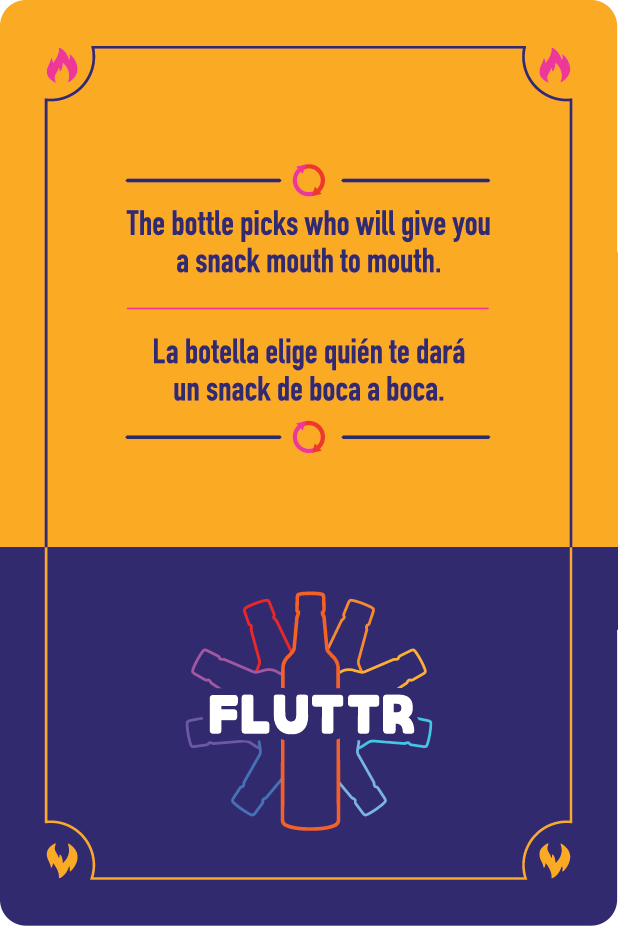 The bottle picks who will give you
a snack mouth to mouth.
La botella elige quién te dará
un snack de boca a boca.
FLUTTR